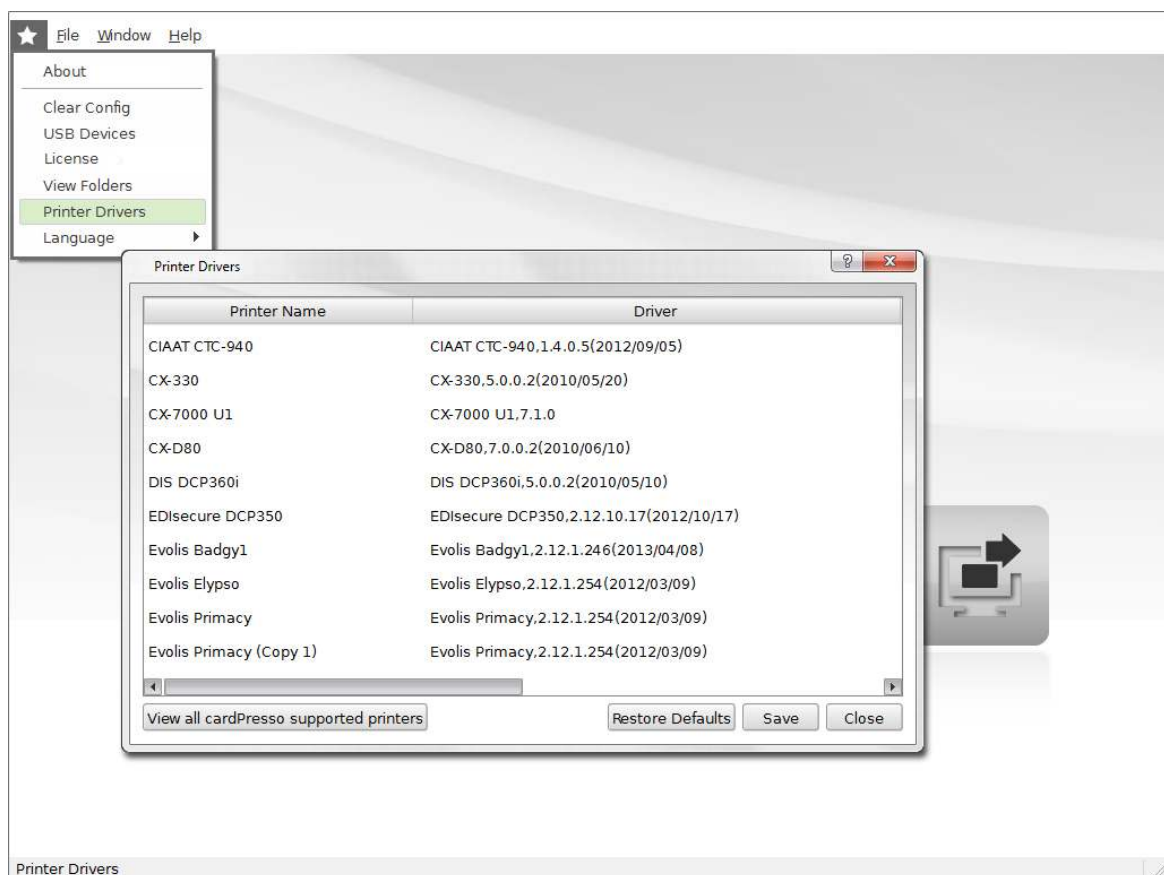 File Window Help
About
Clear Config
USB Devices
License
View Folders
Printer Drivers
Language
Printer Drivers
Printer Name Driver
CIAAT CTC-940 CIAAT CTC-940,1.4.0.5(2012/09/05)
CX-330 CX-330,5.0.0.2(2010/05/20)
CX-7000 U1 CX-7000 U1,7.1.0
CX-D80 CX-D80,7.0.0.2(2010/06/10)
DIS DCP360i DIS DCP360i,5.0.0.2(2010/05/10)
EDIsecure DCP350 EDIsecure DCP350,2.12.10.17(2012/10/17)
Evolis Badgy1 Evolis Badgy1,2.12.1.246(2013/04/08)
Evolis Elypso Evolis Elypso,2.12.1.254(2012/03/09)
Evolis Primacy Evolis Primacy,2.12.1.254(2012/03/09)
Evolis Primacy (Copy 1) Evolis Primacy,2.12.1.254(2012/03/09)
View all cardPresso supported printers Restore Defaults Save Close
Printer Drivers